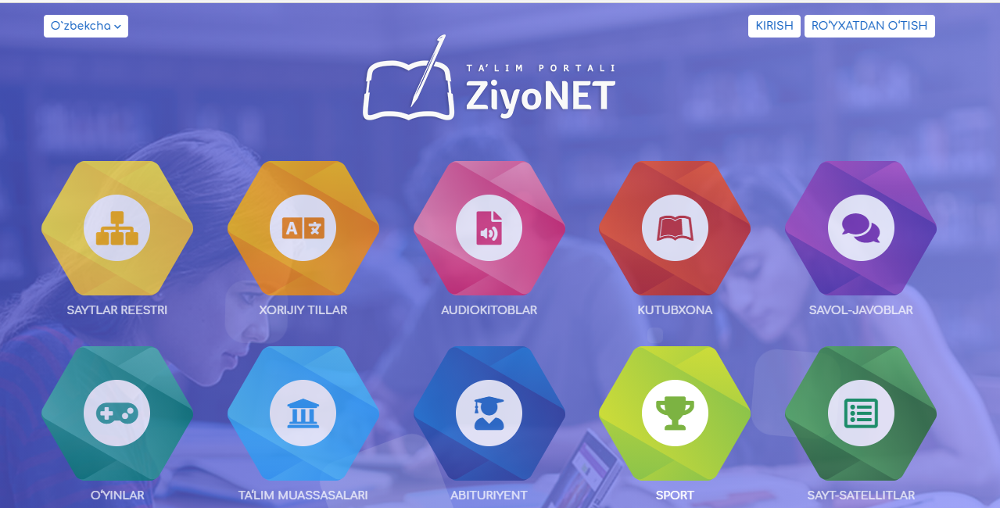 O`zbekcha
KIRISH
RO‘YXATDAN O‘TISH
TA’LIM PORTALI
ZiyoNET
SAYTLAR REESTRI
XORIJIY TILLAR
AUDIOKITOBLAR
KUTUBXONA
SAVOL-JAVOBLAR
O‘YINLAR
TA‘LIM MUASSASALARI
ABITURIYENT
SPORT
SAYT-SATELLITLAR